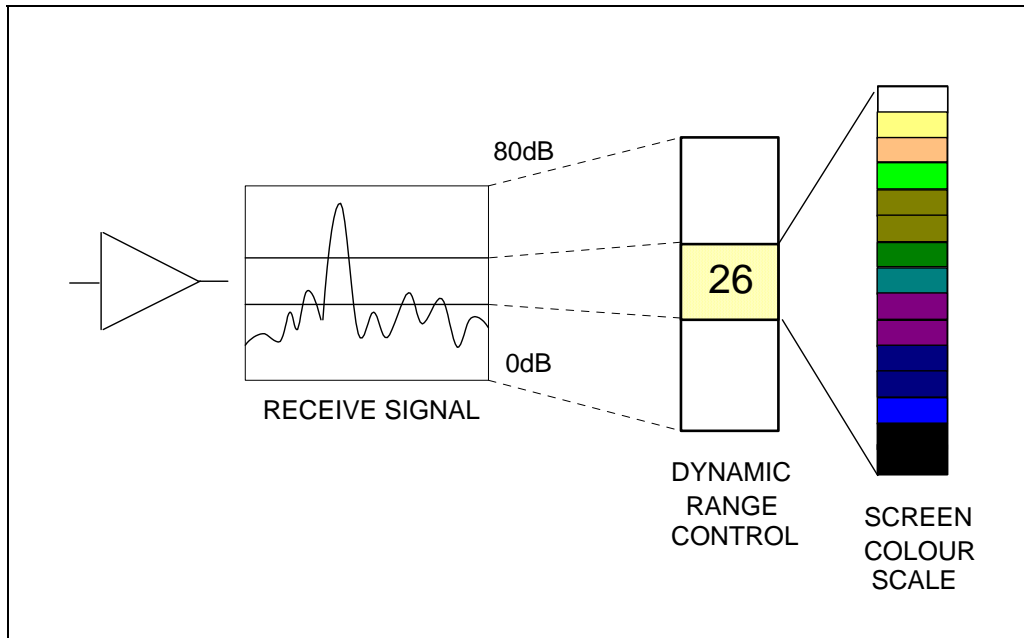 80dB
26
0dB
RECEIVE SIGNAL
DYNAMIC
RANGE
CONTROL
SCREEN
COLOUR
SCALE